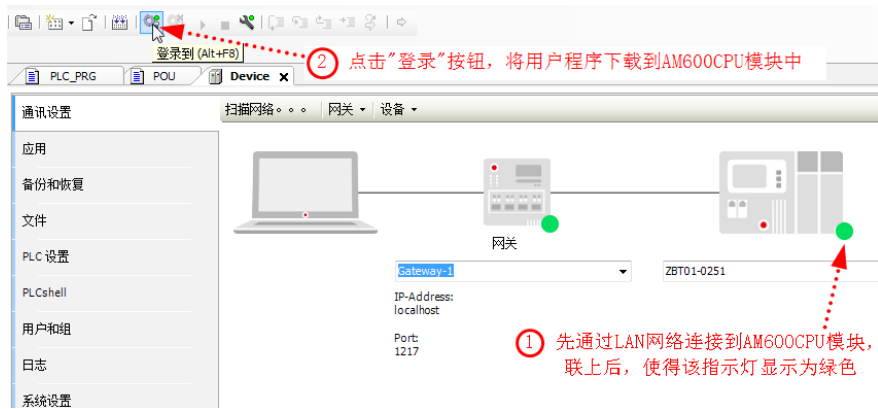 登录到 (Alt+F8)
② 点击"登录"按钮，将用户程序下载到AM600CPU模块中
PLC_PRG
POU
Device
通讯设置
扫描网络。。。
网关
设备
应用
备份和恢复
文件
PLC 设置
PLCshell
用户和组
日志
系统设置
网关
Gateway-1
ZBT01-0251
IP-Address:
localhost
Port:
1217
① 先通过LAN网络连接到AM600CPU模块，
联上后，使得该指示灯显示为绿色